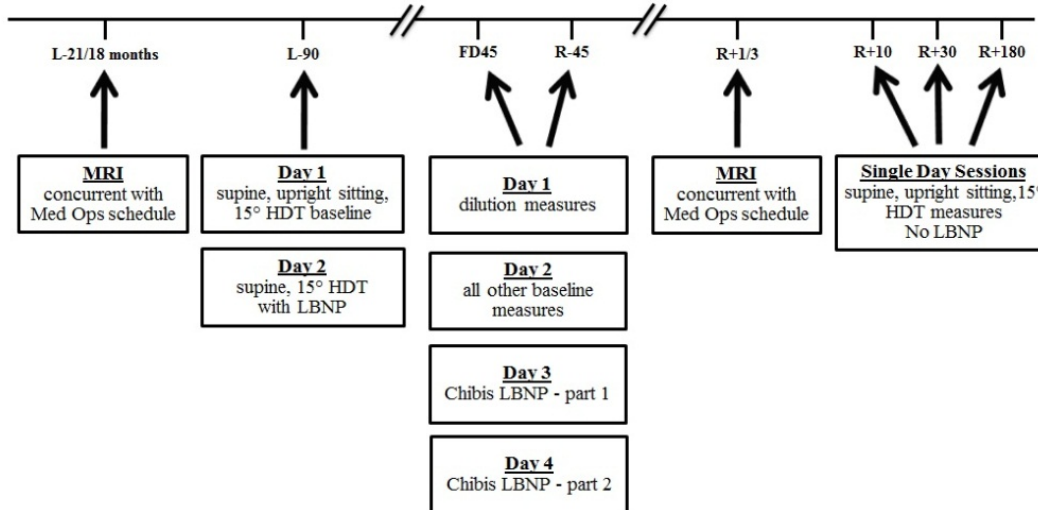 L-21/18 months
L-90
FD45
R-45
R+1/3
R+10
R+30
R+180
MRI
concurrent with
Med Ops schedule
Day 1
supine, upright sitting,
15° HDT baseline
Day 2
supine, 15° HDT
with LBNP
Day 1
dilution measures
Day 2
all other baseline
measures
Day 3
Chibis LBNP - part 1
Day 4
Chibis LBNP - part 2
MRI
concurrent with
Med Ops schedule
Single Day Sessions
supine, upright sitting,15°
HDT measures
No LBNP